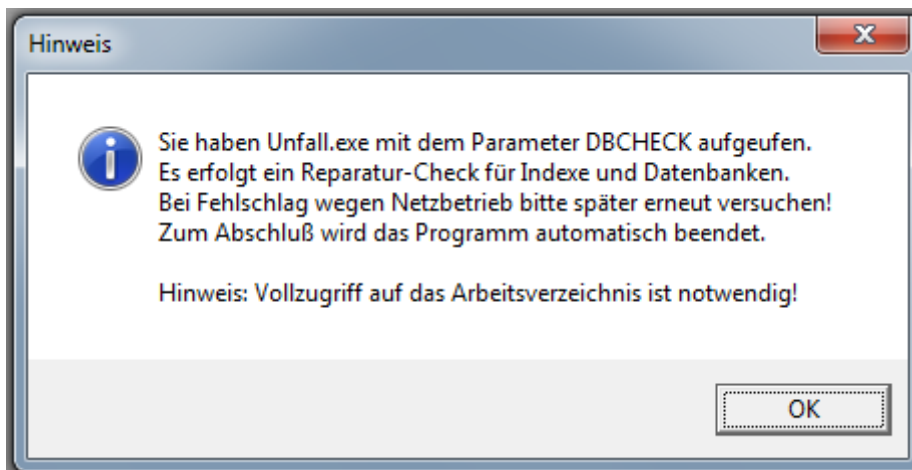 Hinweis
Sie haben Unfall.exe mit dem Parameter DBCHECK aufgeufen.
Es erfolgt ein Reparatur-Check für Indexe und Datenbanken.
Bei Fehlschlag wegen Netzbetrieb bitte später erneut versuchen!
Zum Abschluß wird das Programm automatisch beendet.
Hinweis: Vollzugriff auf das Arbeitsverzeichnis ist notwendig!
OK